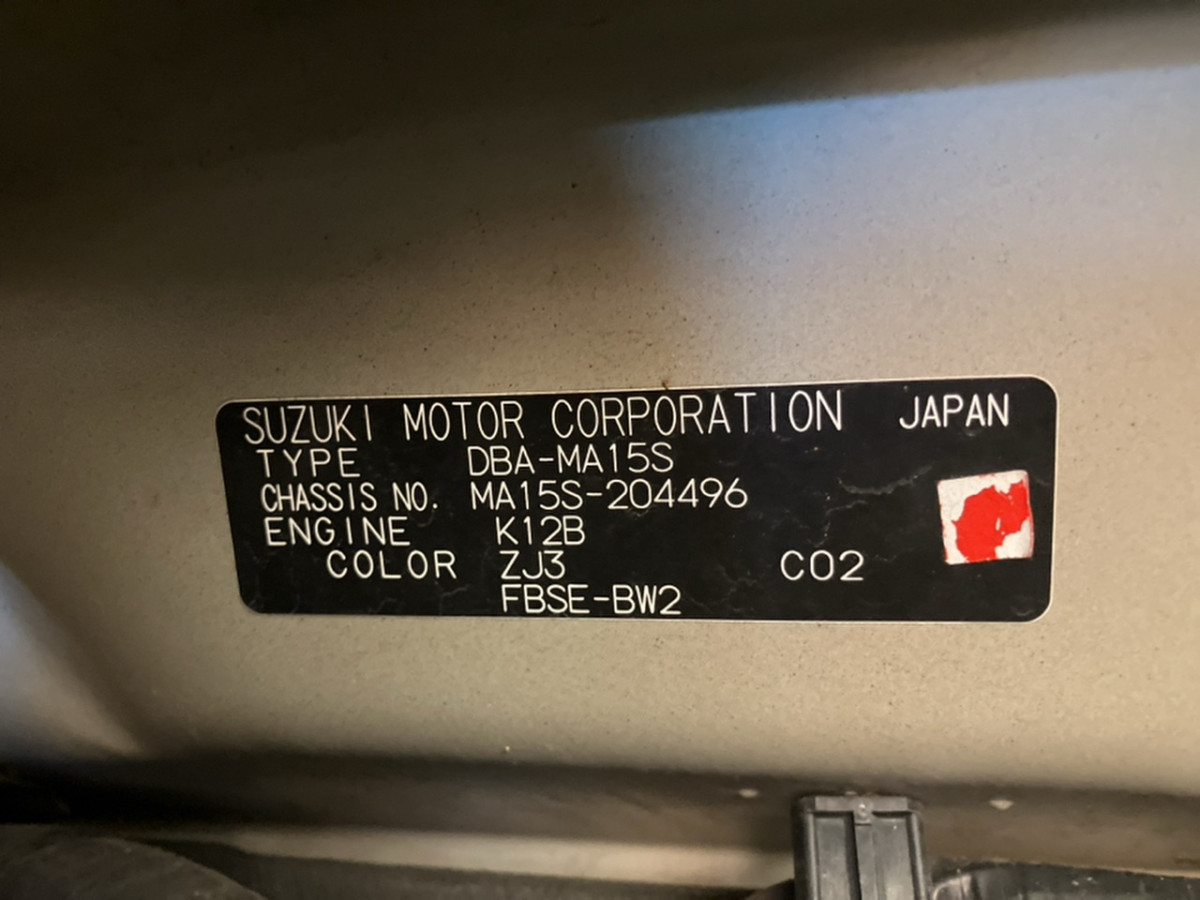 SUZUKI MOTOR CORPORATION JAPAN
TYPE DBA-MA15S
CHASSIS NO. MA15S-204496
ENGINE K12B
COLOR ZJ3 C02
FBSE-BW2